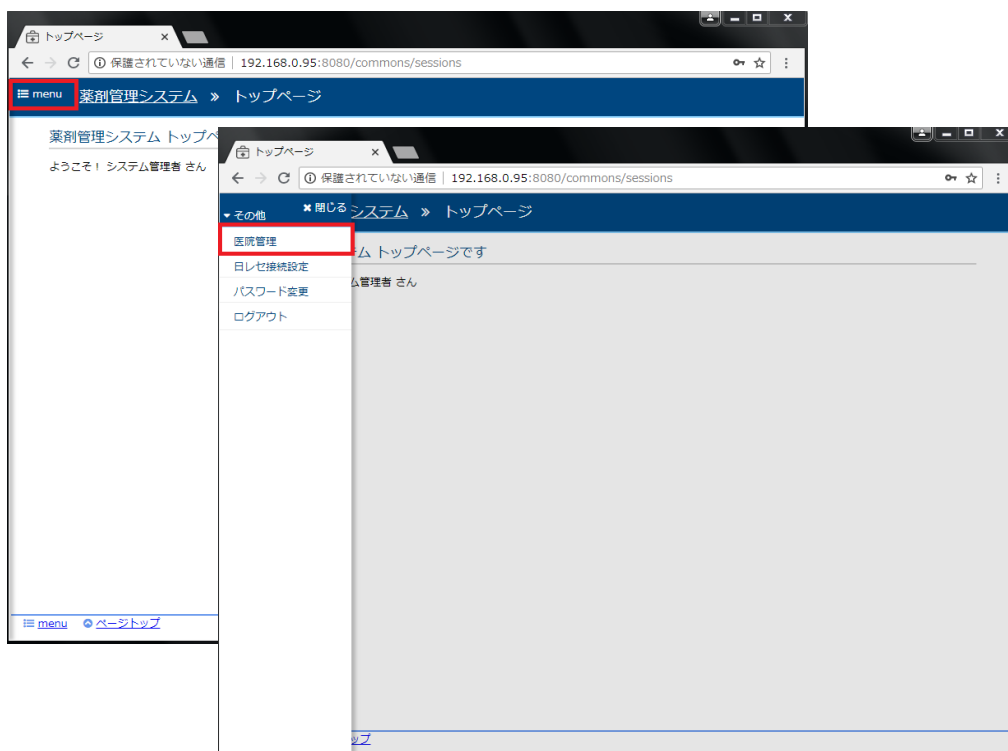 トップページ
保護されていない通信 | 192.168.0.95:8080/commons/sessions
menu 薬剤管理システム » トップページ
薬剤管理システム トップペ
ようこそ！ システム管理者 さん
menu ページトップ
トップページ
保護されていない通信 | 192.168.0.95:8080/commons/sessions
その他 ✖閉じる システム » トップページ
医院管理
ム トップページです
日レセ接続設定
ム管理者 さん
パスワード変更
ログアウト
ップ